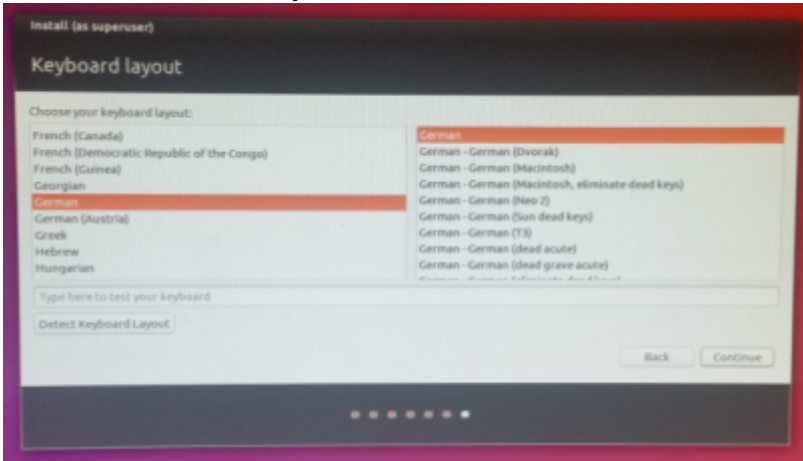 Install (as superuser)
Keyboard layout
Choose your keyboard layout:
French (Canada)
French (Democratic Republic of the Congo)
French (Guinea)
Georgian
German
German (Austria)
Greek
Hebrew
Hungarian
German
German - German (Dvorak)
German - German (Macintosh)
German - German (Macintosh, eliminate dead keys)
German - German (Neo 2)
German - German (Sun dead keys)
German - German (T3)
German - German (dead acute)
German - German (dead grave acute)
Type here to test your keyboard
Detect Keyboard Layout
Back
Continue